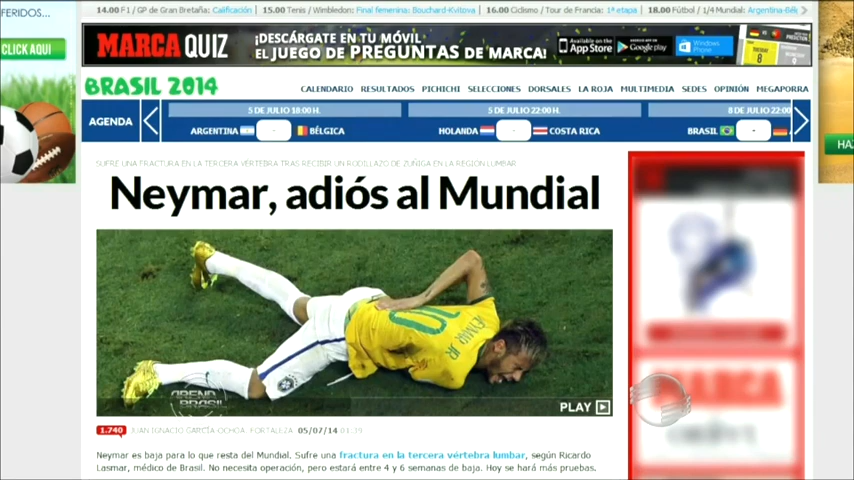 14.00 F1 / GP de Gran Bretaña: Calificación
15.00 Tenis / Wimbledon: Final femenino: Bouchard-Kvitova
16.00 Ciclismo / Tour de Francia: 1ª etapa
18.00 Fútbol / 1/4 Mundial: Argentina-Bél
FERIDOS...
CLICK AQUI
MARCA QUIZ
¡DESCÁRGATE EN TU MÓVIL
EL JUEGO DE PREGUNTAS DE MARCA!
Available on the App Store
Google play
Windows Phone
BRASIL 2014
CALENDARIO RESULTADOS PICHICHI SELECCIONES DORSALES LA ROJA MULTIMEDIA SEDES OPINIÓN MEGAPORRA
AGENDA
5 DE JULIO 18:00 H.
5 DE JULIO 22:00 H.
8 DE JULIO 22:00
ARGENTINA - BÉLGICA
HOLANDA - COSTA RICA
BRASIL -
HAZ
SUFRE UNA FRACTURA EN LA TERCERA VÉRTEBRA TRAS RECIBIR UN RODILLAZO DE ZUÑIGA EN LA REGIÓN LUMBAR
Neymar, adiós al Mundial
10
NEYMAR JR
ARENA BRASIL
PLAY
1.740 JUAN IGNACIO GARCÍA-OCHOA. FORTALEZA 05/07/14 01:39
Neymar es baja para lo que resta del Mundial. Sufre una fractura en la tercera vértebra lumbar, según Ricardo
Lasmar, médico de Brasil. No necesita operación, pero estará entre 4 y 6 semanas de baja. Hoy se hará más pruebas.
MARCA